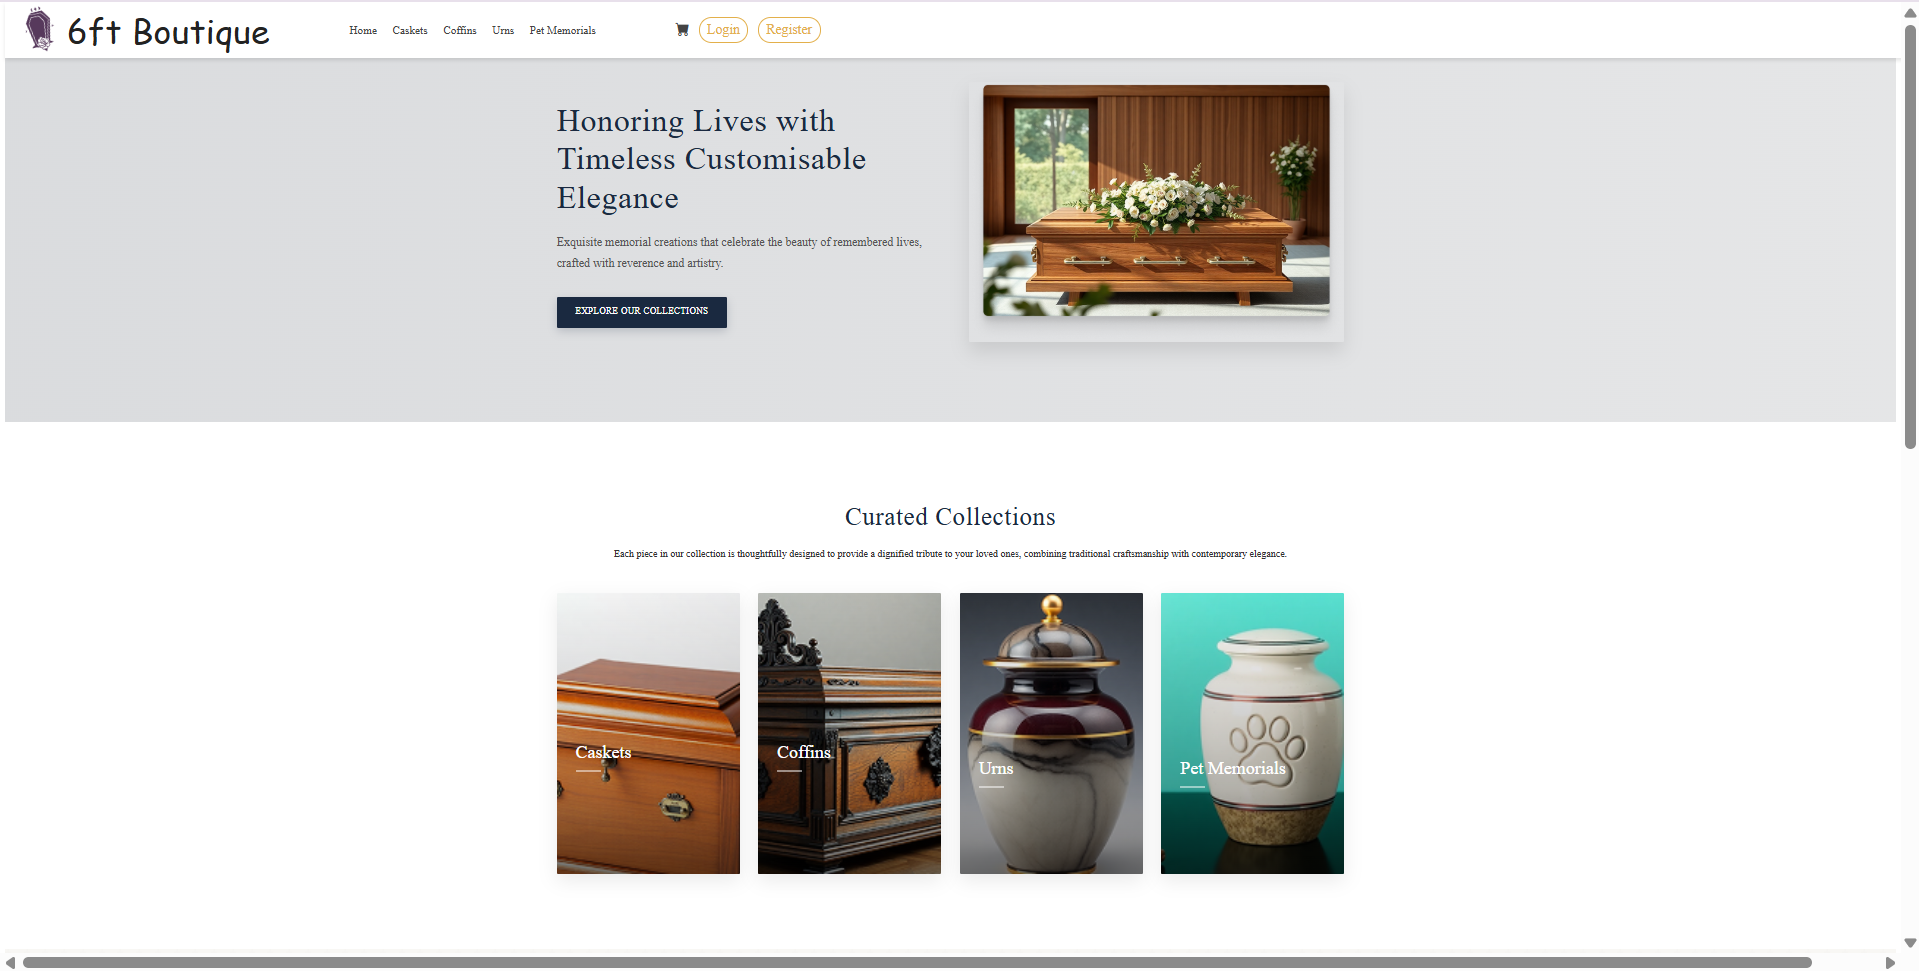 6ft Boutique
Home Caskets Coffins Urns Pet Memorials Login Register
Honoring Lives with
Timeless Customisable
Elegance
Exquisite memorial creations that celebrate the beauty of remembered lives,
crafted with reverence and artistry.
EXPLORE OUR COLLECTIONS
Curated Collections
Each piece in our collection is thoughtfully designed to provide a dignified tribute to your loved ones, combining traditional craftsmanship with contemporary elegance.
Caskets
Coffins
Urns
Pet Memorials